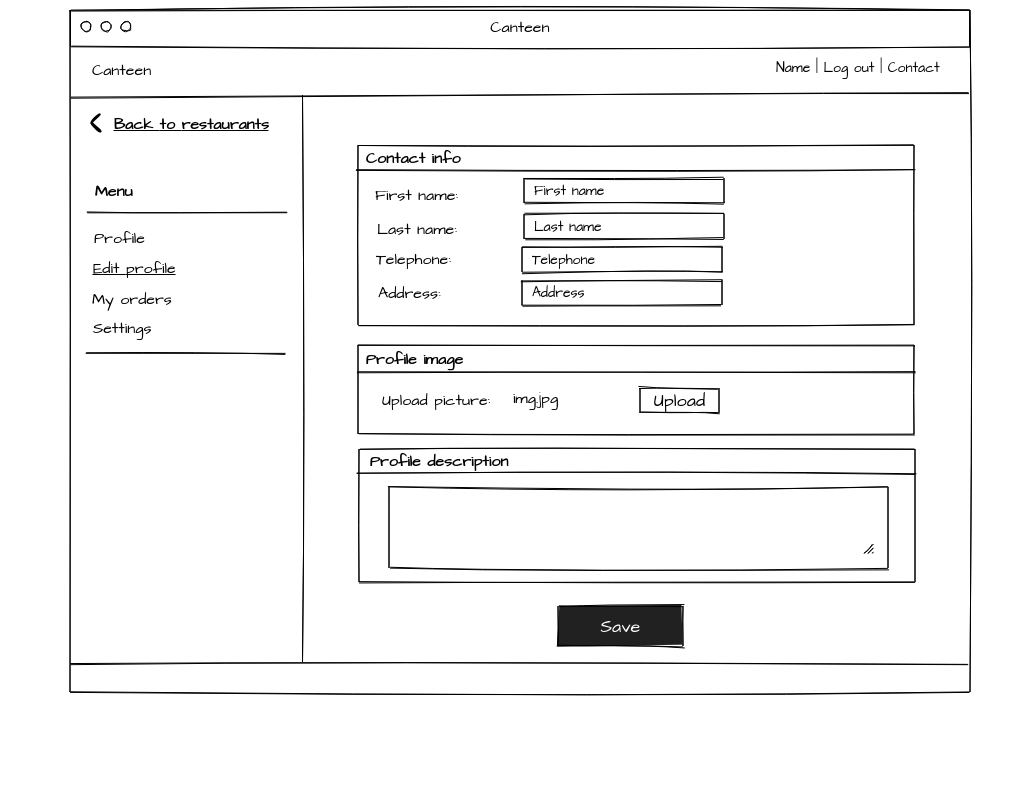 Canteen
Canteen
Name | Log out | Contact
Back to restaurants
Menu
Profile
Edit profile
My orders
Settings
Contact info
First name: First name
Last name: Last name
Telephone: Telephone
Address: Address
Profile image
Upload picture: img.jpg Upload
Profile description
Save